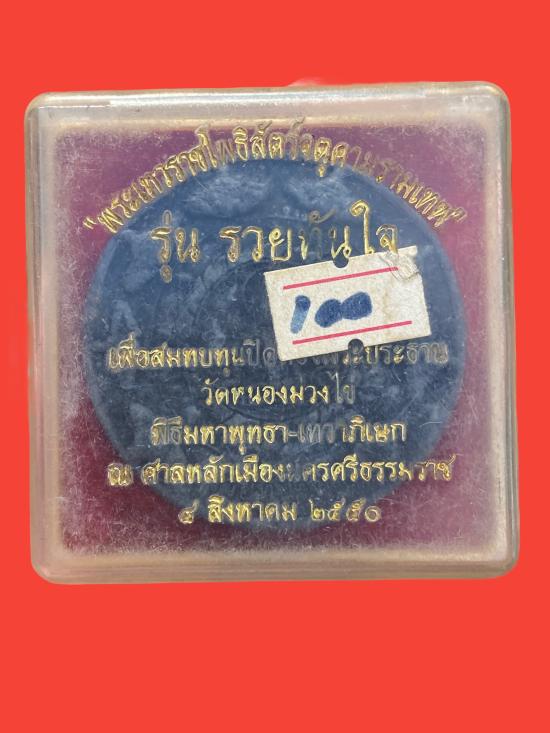 "พระเทวราชโพธิสัตว์จตุคามรามเทพ"
รุ่น รวยทันใจ
100
เพื่อสมทบทุนปิดทองพระประธาน
วัดหนองม่วงไข่
พิธีมหาพุทธา-เทวาภิเษก
ณ ศาลหลักเมืองนครศรีธรรมราช
๘ สิงหาคม ๒๕๕๐